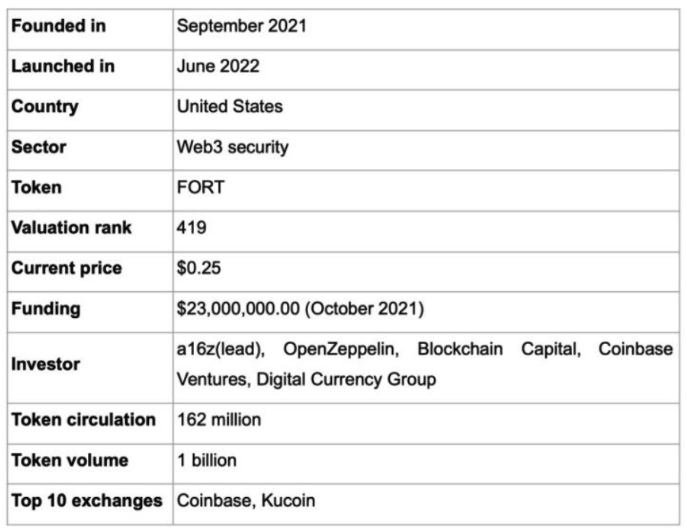 Founded in September 2021
Launched in June 2022
Country United States
Sector Web3 security
Token FORT
Valuation rank 419
Current price $0.25
Funding $23,000,000.00 (October 2021)
Investor a16z(lead), OpenZeppelin, Blockchain Capital, Coinbase
Ventures, Digital Currency Group
Token circulation 162 million
Token volume 1 billion
Top 10 exchanges Coinbase, Kucoin